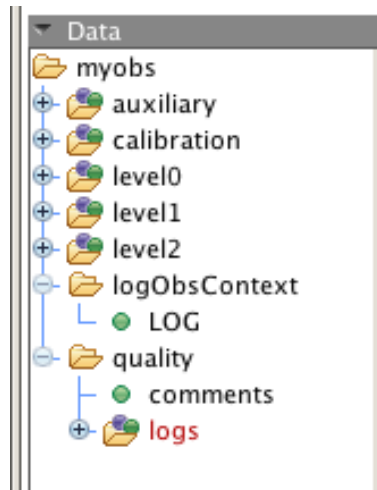 Data
myobs
auxiliary
calibration
level0
level1
level2
logObsContext
LOG
quality
comments
logs